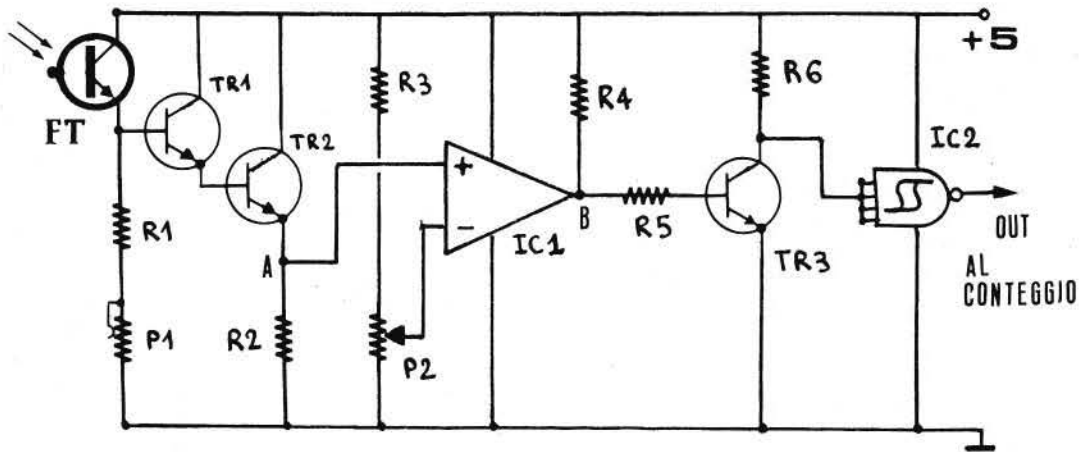 +5
FT
TR1
TR2
R3
R4
R6
IC2
+
-
R1
A
IC1
B
R5
TR3
OUT
P1
R2
P2
AL
CONTEGGIO